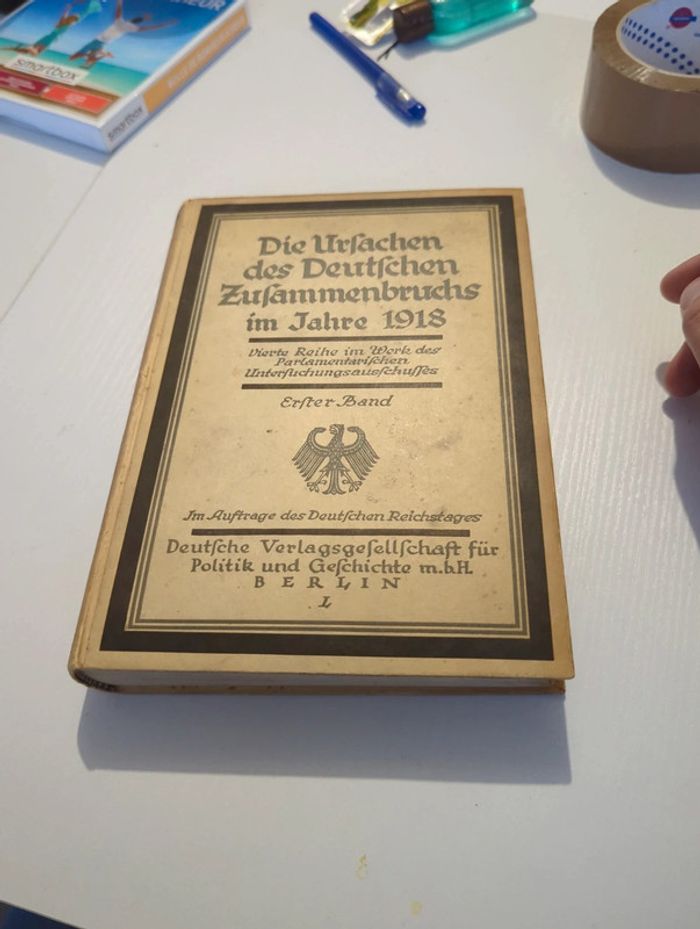 smartbox
smartbox
Die Urſachen
des Deutſchen
Zuſammenbruchs
im Jahre 1918
Vierte Reihe im Werk des
Parlamentariſchen
Unterſuchungsausſchuſſes
Erſter Band
Im Auftrage des Deutſchen Reichstages
Deutſche Verlagsgeſellſchaft für
Politik und Geſchichte m.b.H.
BERLIN
L